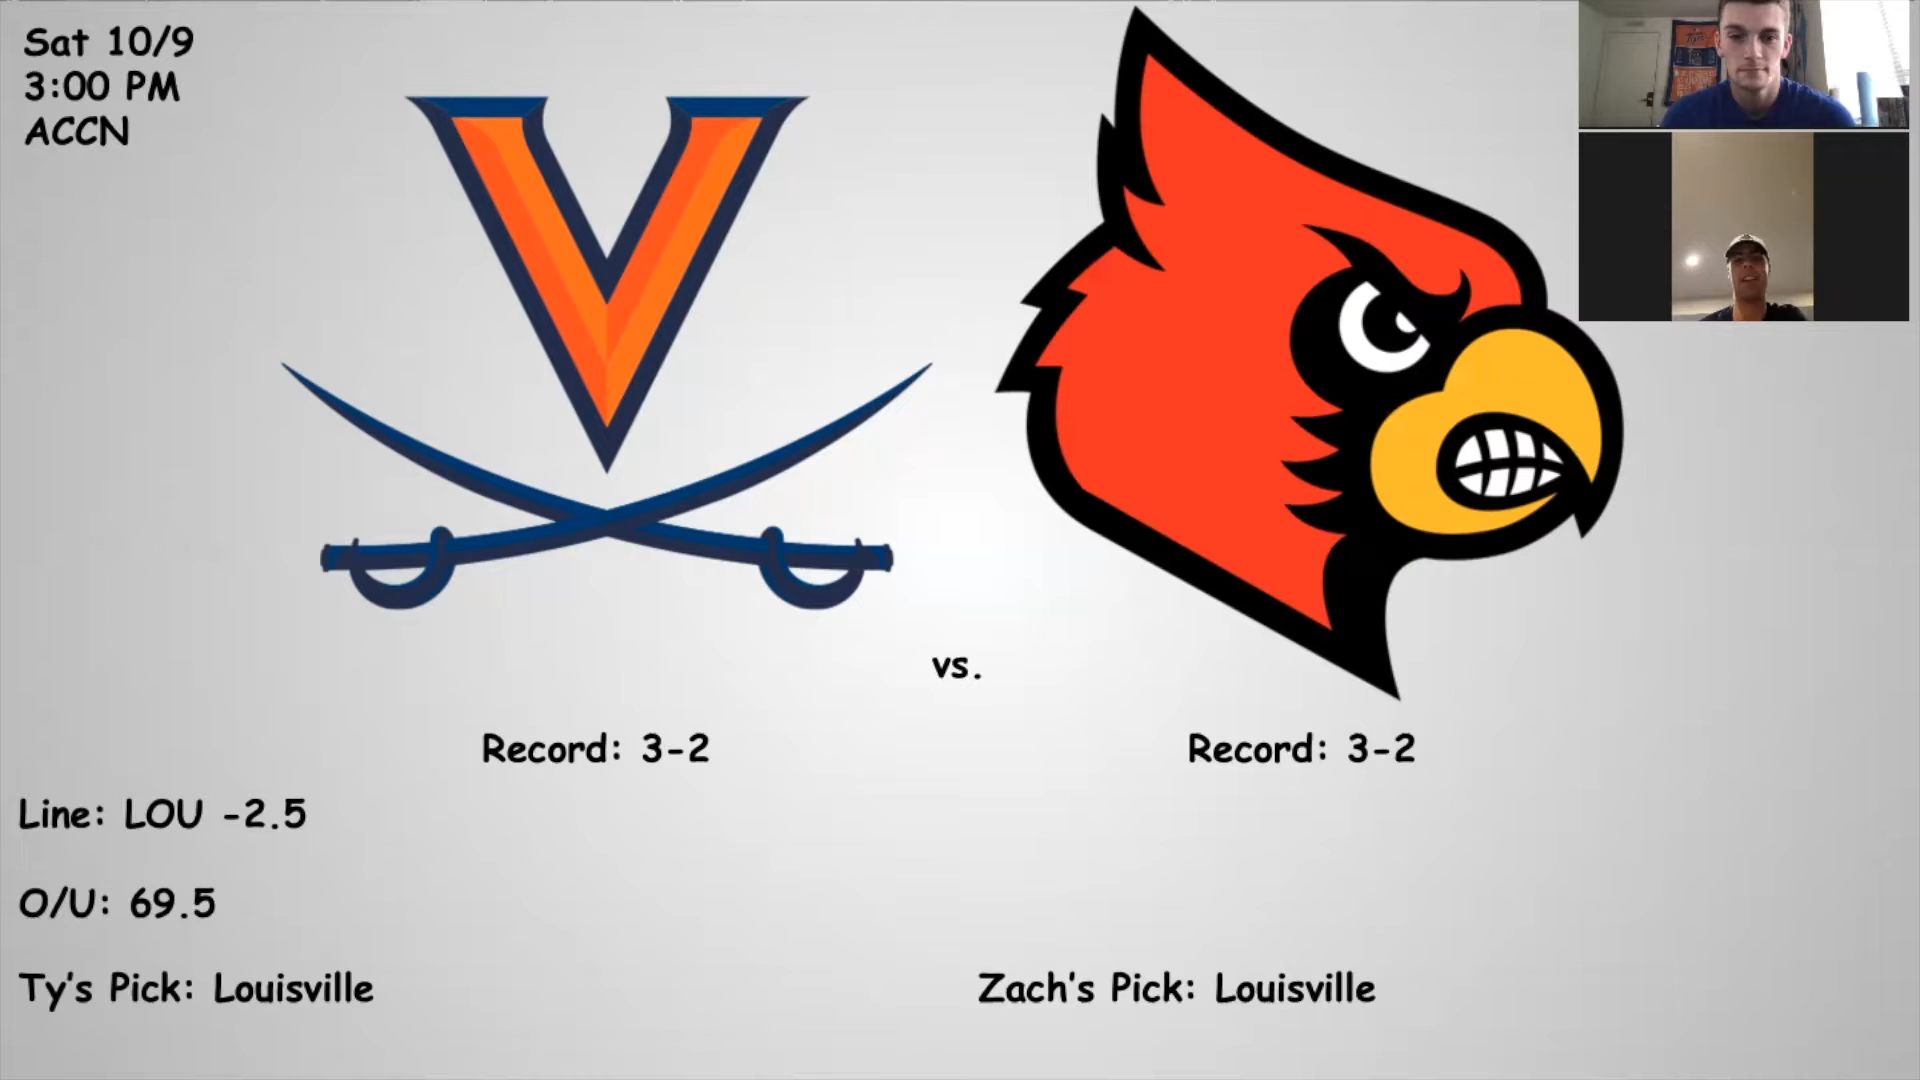 Sat 10/9
3:00 PM
ACCN
vs.
Record: 3-2
Record: 3-2
Line: LOU -2.5
O/U: 69.5
Ty's Pick: Louisville
Zach's Pick: Louisville